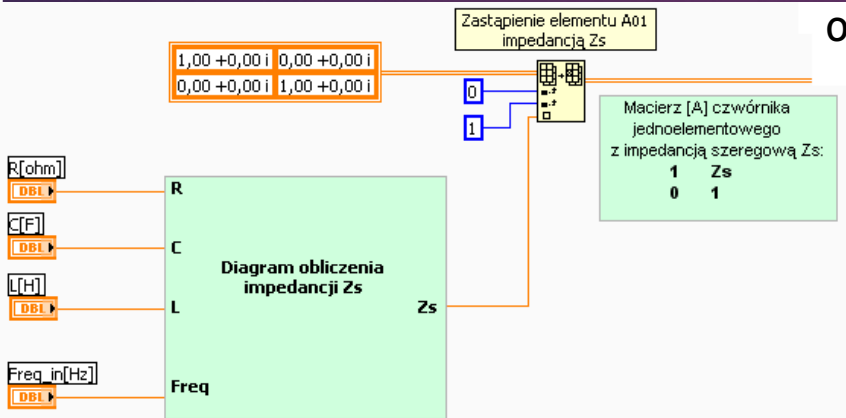 Zastąpienie elementu A01
impedancją Zs
o
1,00 +0,00 i 0,00 +0,00 i
0,00 +0,00 i 1,00 +0,00 i
0
1
Macierz [A] czwórnika
jednoelementowego
z impedancją szeregową Zs:
1 Zs
0 1
R[ohm]
DBL
C[F]
DBL
L[H]
DBL
Freq_in[Hz]
DBL
R
C
Diagram obliczenia
impedancji Zs
L
Zs
Freq